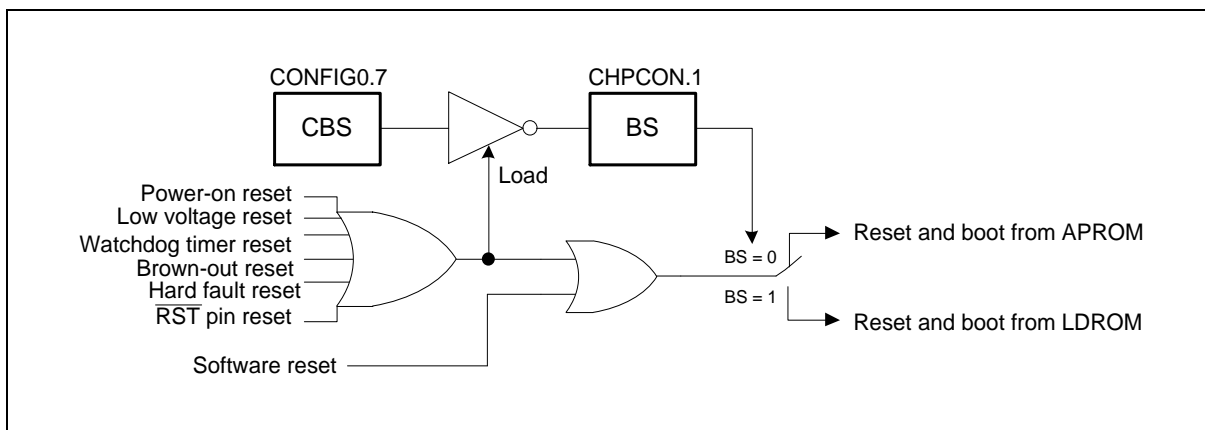 CONFIG0.7
CHPCON.1
CBS
BS
Load
Power-on reset
Low voltage reset
Watchdog timer reset
Brown-out reset
Hard fault reset
RST pin reset
Software reset
BS = 0
BS = 1
Reset and boot from APROM
Reset and boot from LDROM